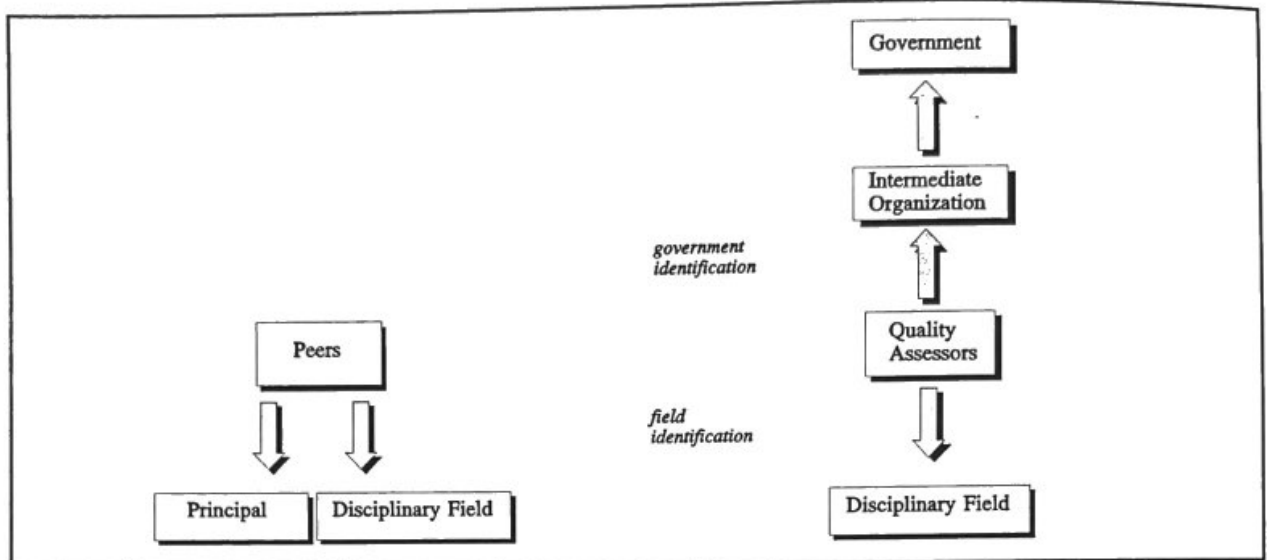 Government
Intermediate
Organization
government
identification
Peers
Quality
Assessors
field
identification
Principal
Disciplinary Field
Disciplinary Field